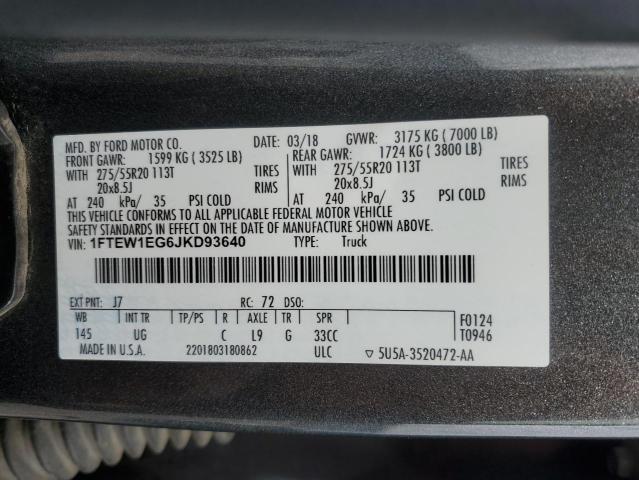 MFD. BY FORD MOTOR CO. DATE: 03/18 GVWR: 3175 KG ( 7000 LB)
FRONT GAWR: 1599 KG ( 3525 LB) REAR GAWR: 1724 KG ( 3800 LB)
WITH 275/55R20 113T TIRES WITH 275/55R20 113T TIRES
20x8.5J RIMS 20x8.5J RIMS
AT 240 kPa/ 35 PSI COLD AT 240 kPa/ 35 PSI COLD
THIS VEHICLE CONFORMS TO ALL APPLICABLE FEDERAL MOTOR VEHICLE
SAFETY STANDARDS IN EFFECT ON THE DATE OF MANUFACTURE SHOWN ABOVE.
VIN: 1FTEW1EG6JKD93640 TYPE: Truck
EXT PNT: J7 RC: 72 DSO:
WB INT TR TP/PS R AXLE TR SPR F0124
145 UG C L9 G 33CC T0946
MADE IN U.S.A. 2201803180862 ULC ▽ 5U5A-3520472-AA